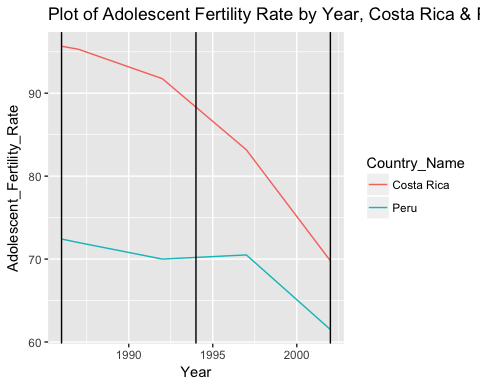 Plot of Adolescent Fertility Rate by Year, Costa Rica &
Adolescent_Fertility_Rate
90
80
70
60
1990
1995
2000
Year
Country_Name
Costa Rica
Peru